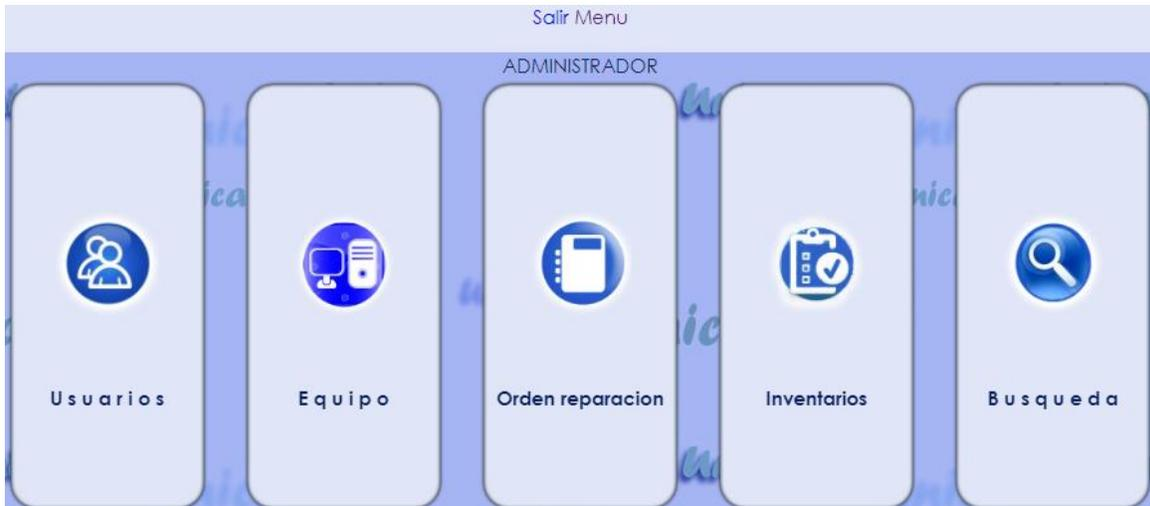 Salir Menu
ADMINISTRADOR
Usuarios
Equipo
Orden reparacion
Inventarios
Busqueda